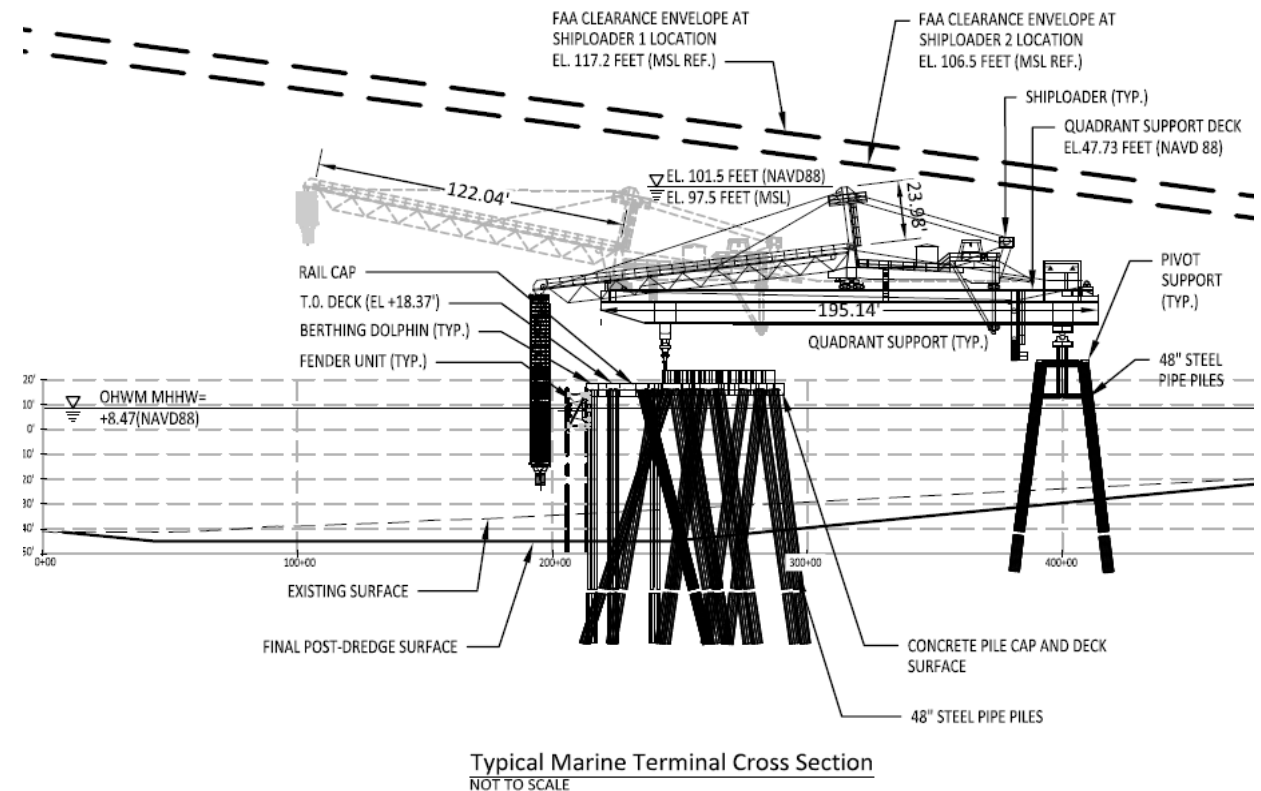 FAA CLEARANCE ENVELOPE AT
SHIPLOADER 1 LOCATION
EL. 117.2 FEET (MSL REF.)
FAA CLEARANCE ENVELOPE AT
SHIPLOADER 2 LOCATION
EL. 106.5 FEET (MSL REF.)
SHIPLOADER (TYP.)
QUADRANT SUPPORT DECK
EL.47.73 FEET (NAVD 88)
122.04'
EL. 101.5 FEET (NAVD88)
EL. 97.5 FEET (MSL)
23.98'
RAIL CAP
T.O. DECK (EL +18.37')
BERTHING DOLPHIN (TYP.)
FENDER UNIT (TYP.)
195.14'
QUADRANT SUPPORT (TYP.)
PIVOT
SUPPORT
(TYP.)
48" STEEL
PIPE PILES
OHWM MHHW=
+8.47(NAVD88)
20'
10'
0'
10'
20'
30'
40'
50'
0+00
100+00
200+00
300+00
400+00
EXISTING SURFACE
FINAL POST-DREDGE SURFACE
CONCRETE PILE CAP AND DECK
SURFACE
48" STEEL PIPE PILES
Typical Marine Terminal Cross Section
NOT TO SCALE